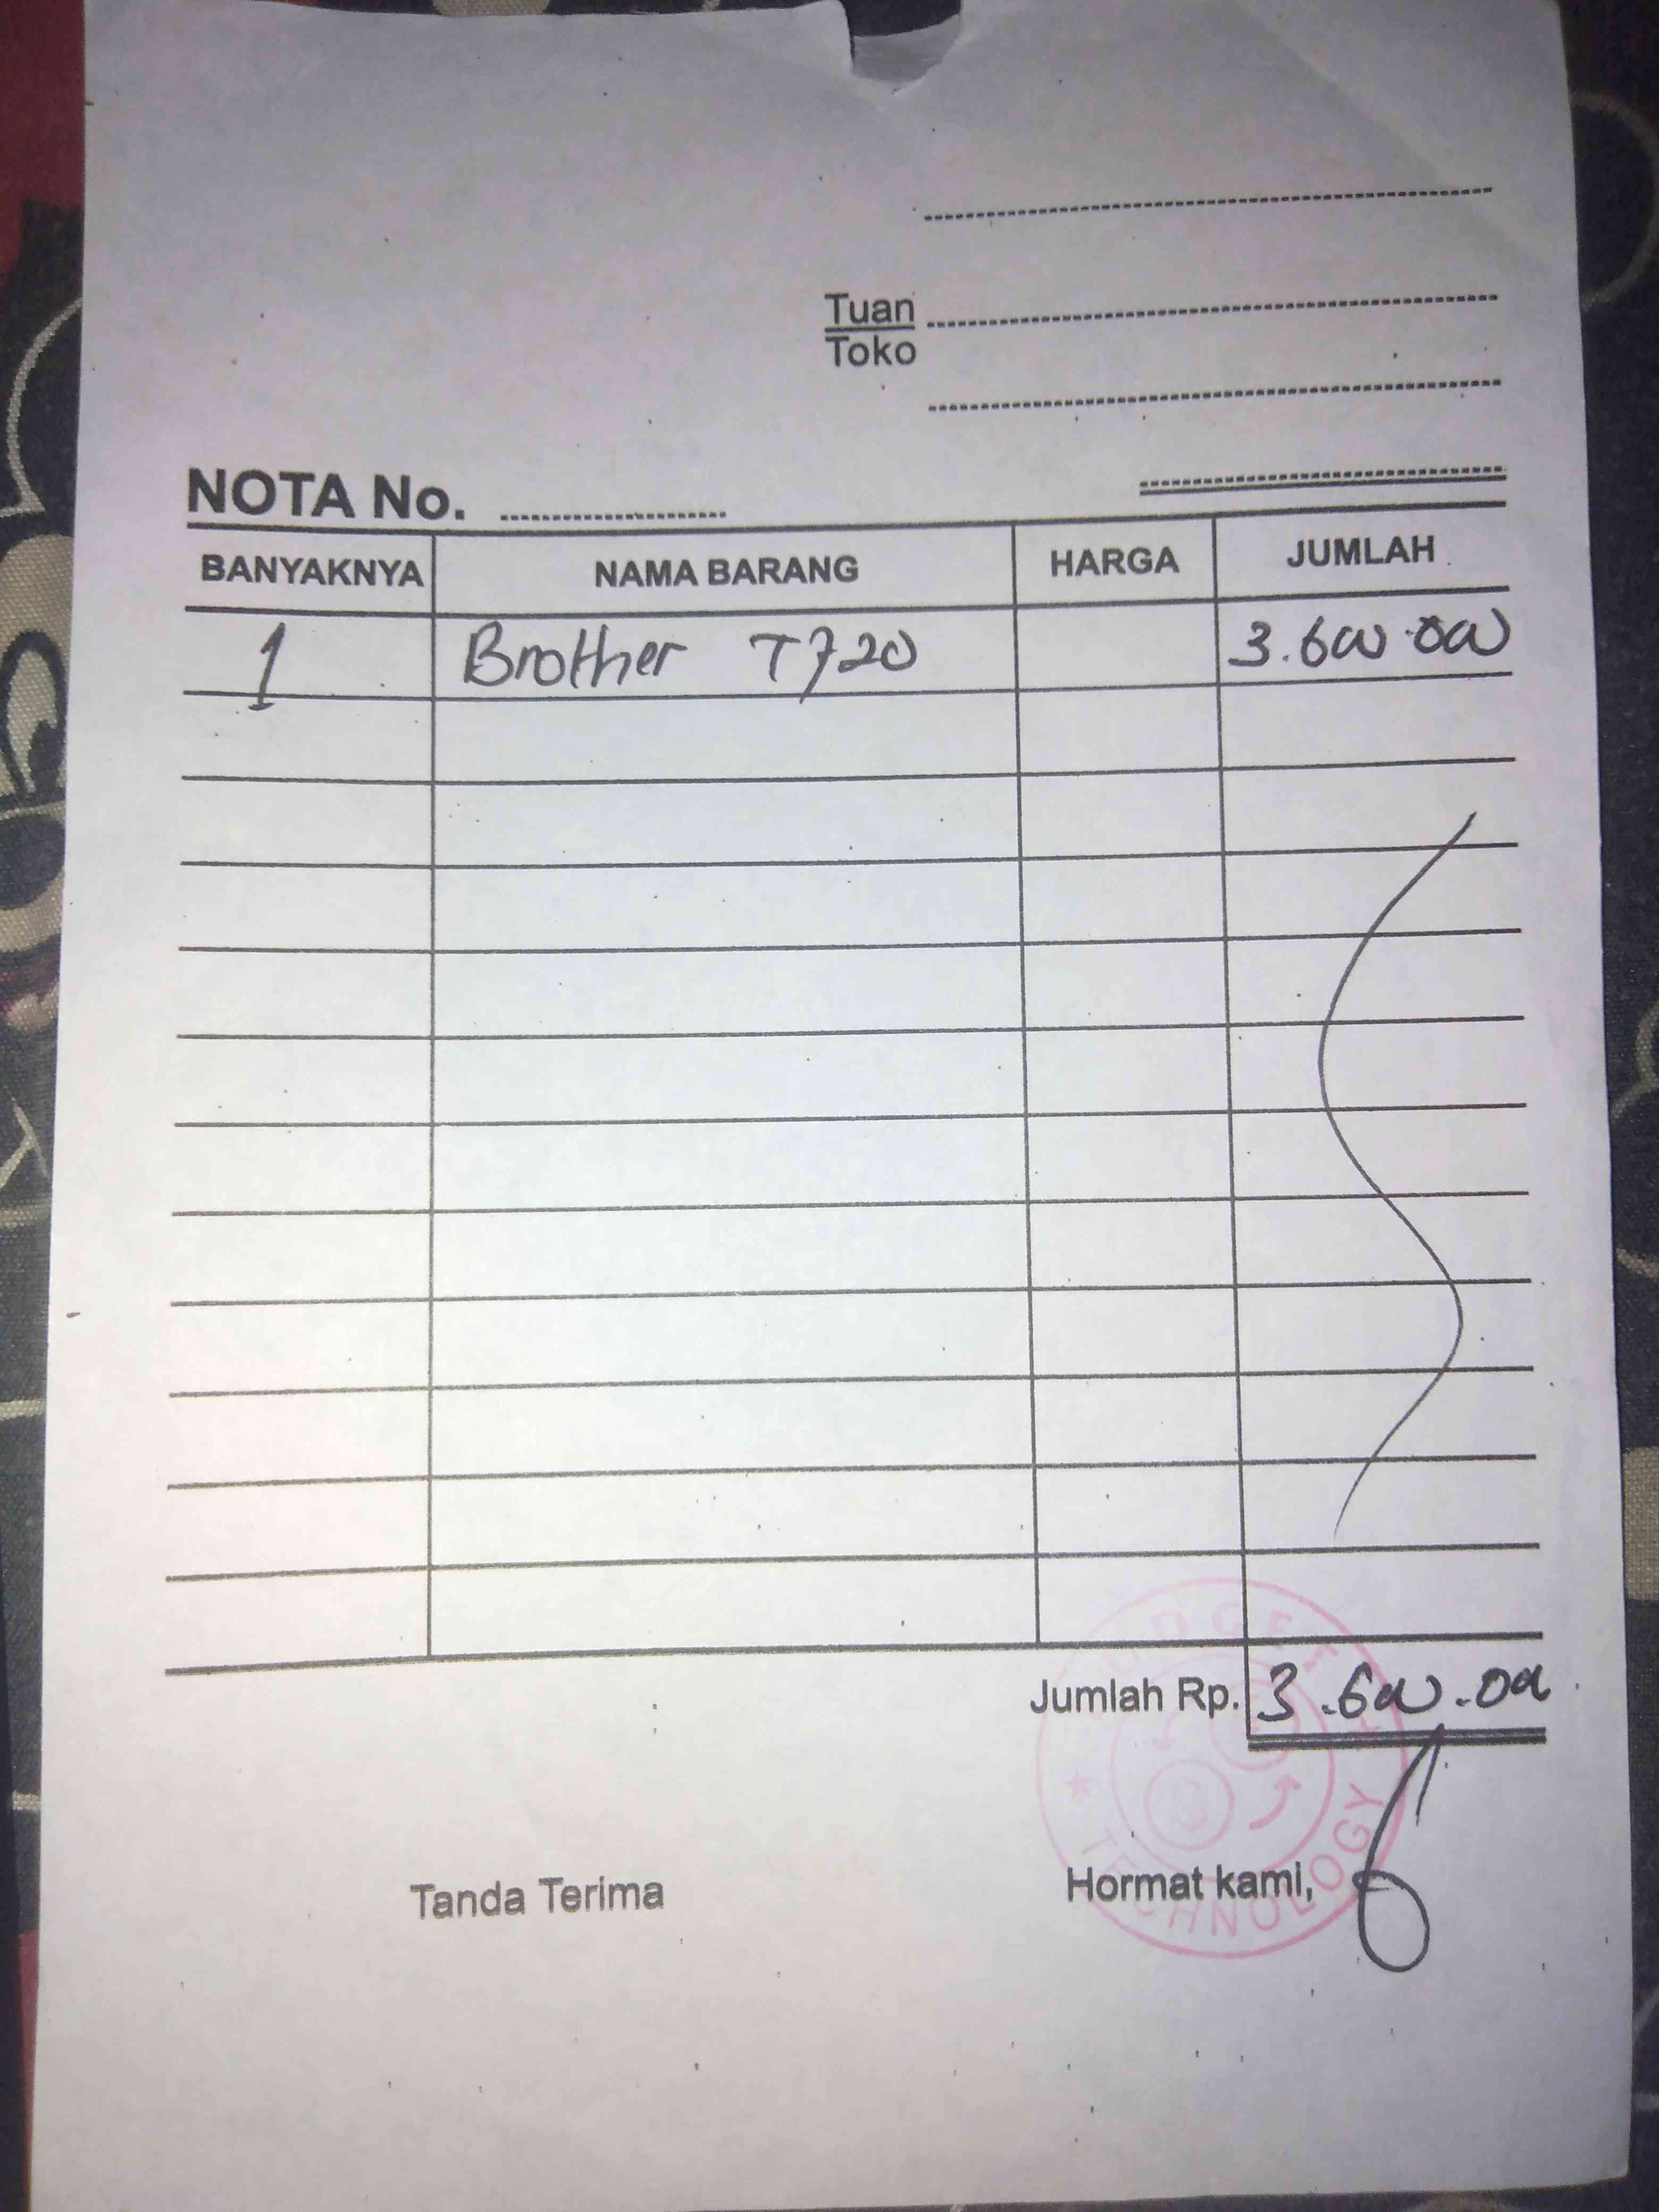 Tuan
Toko
NOTA No.
BANYAKNYA NAMA BARANG HARGA JUMLAH
1 Brother T720 3.600.000
Jumlah Rp. 3.600.000
Tanda Terima Hormat kami,
TECHNOLOGY